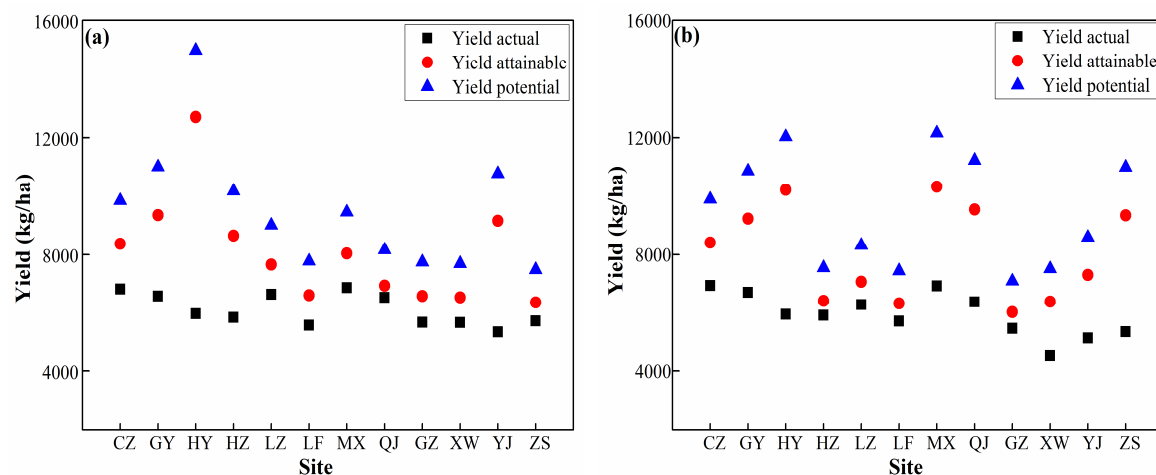 (a)
Yield actual
Yield attainable
Yield potential
16000
12000
8000
4000
Yield (kg/ha)
CZ GY HY HZ LZ LF MX QJ GZ XW YJ ZS
Site
(b)
Yield actual
Yield attainable
Yield potential
16000
12000
8000
4000
Yield (kg/ha)
CZ GY HY HZ LZ LF MX QJ GZ XW YJ ZS
Site